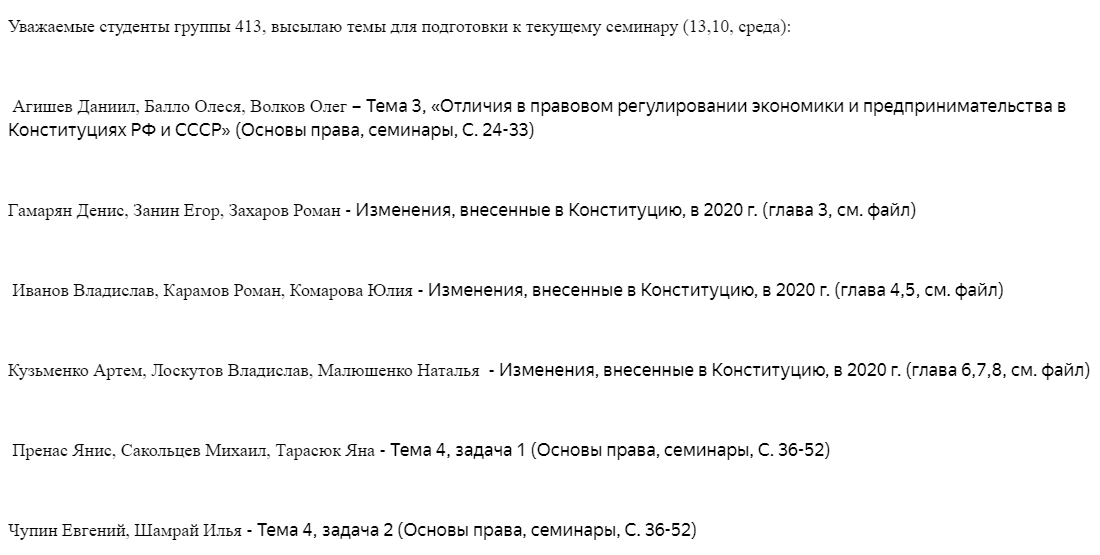 Уважаемые студенты группы 413, высылаю темы для подготовки к текущему семинару (13,10, среда):
Агишев Даниил, Балло Олеся, Волков Олег – Тема 3, «Отличия в правовом регулировании экономики и предпринимательства в
Конституциях РФ и СССР» (Основы права, семинары, С. 24-33)
Гамарян Денис, Занин Егор, Захаров Роман - Изменения, внесенные в Конституцию, в 2020 г. (глава 3, см. файл)
Иванов Владислав, Карамов Роман, Комарова Юлия - Изменения, внесенные в Конституцию, в 2020 г. (глава 4,5, см. файл)
Кузьменко Артем, Лоскутов Владислав, Малюшенко Наталья - Изменения, внесенные в Конституцию, в 2020 г. (глава 6,7,8, см. файл)
Пренас Янис, Сакольцев Михаил, Тарасюк Яна - Тема 4, задача 1 (Основы права, семинары, С. 36-52)
Чупин Евгений, Шамрай Илья - Тема 4, задача 2 (Основы права, семинары, С. 36-52)